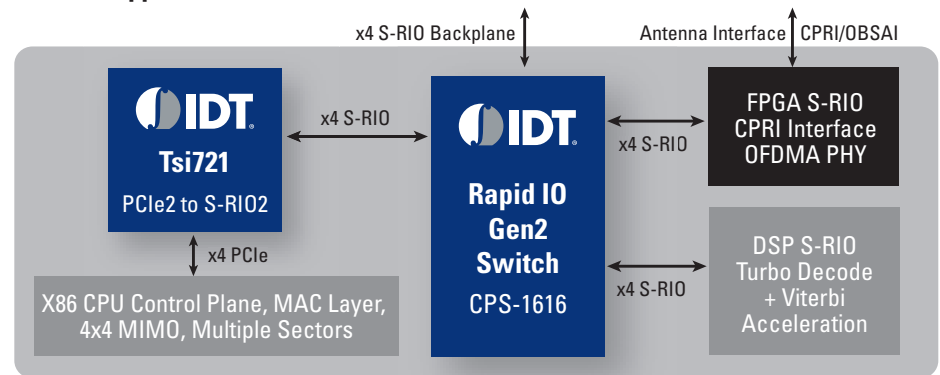 x4 S-RIO Backplane
Antenna Interface
CPRI/OBSAI
IDT.
Tsi721
PCIe2 to S-RIO2
x4 S-RIO
IDT.
Rapid IO
Gen2
Switch
CPS-1616
x4 S-RIO
FPGA S-RIO
CPRI Interface
OFDMA PHY
x4 PCIe
X86 CPU Control Plane, MAC Layer,
4x4 MIMO, Multiple Sectors
x4 S-RIO
DSP S-RIO
Turbo Decode
+ Viterbi
Acceleration